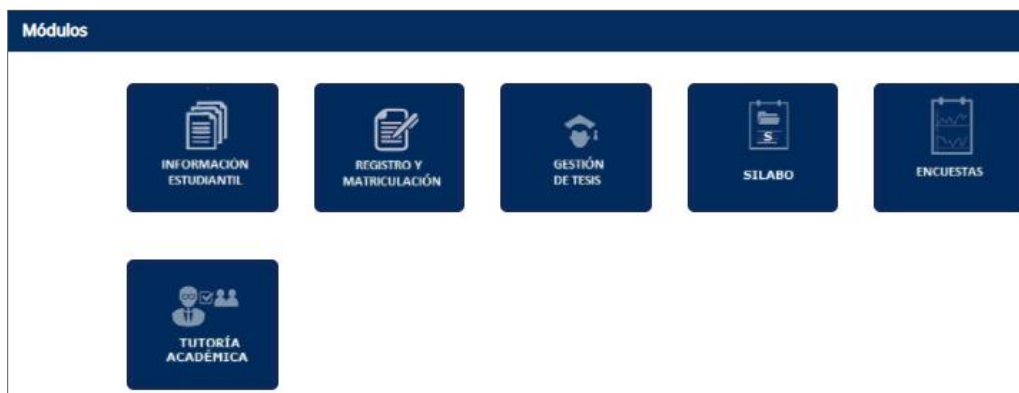 Módulos
INFORMACIÓN
ESTUDIANTIL
REGISTRO Y
MATRICULACIÓN
GESTIÓN
DE TESIS
S
SILABO
ENCUESTAS
TUTORÍA
ACADÉMICA